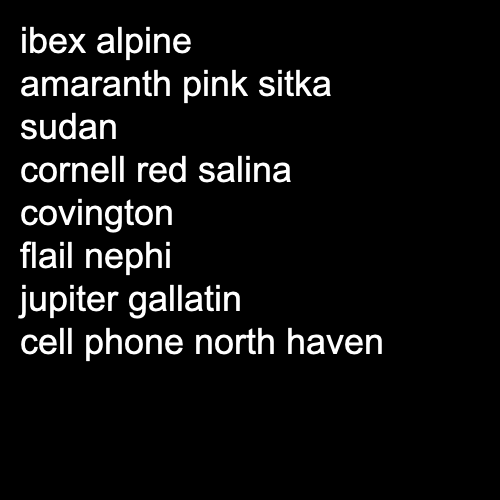 ibex alpine
amaranth pink sitka
sudan
cornell red salina
covington
flail nephi
jupiter gallatin
cell phone north haven